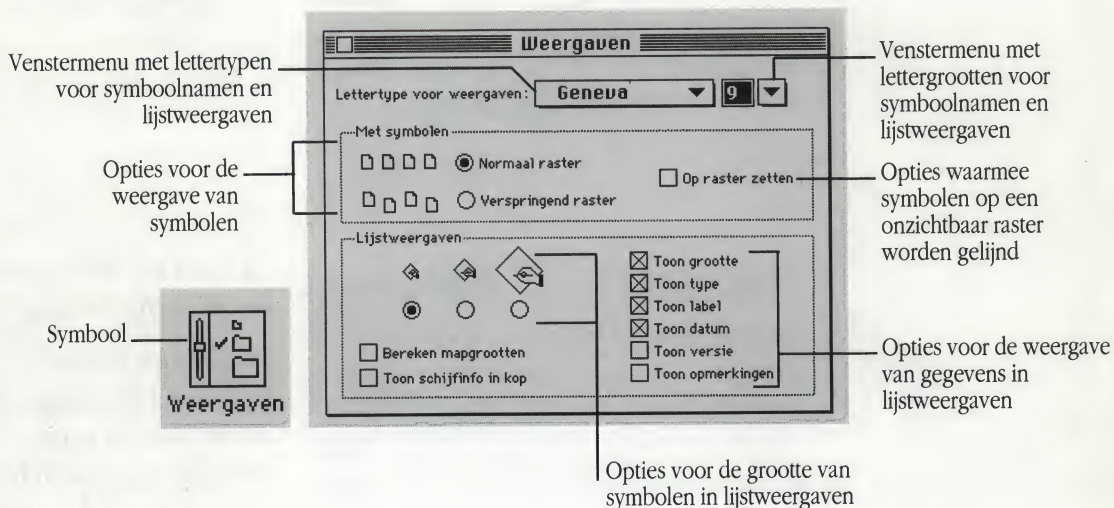 Venstermenu met lettertypen
voor symboolnamen en
lijstweergaven
Opties voor de
weergave van
symbolen
Symbool
Weergaven
Weergaven
Lettertype voor weergaven: Geneva 9
Met symbolen
Normaal raster
Verspringend raster
Op raster zetten
Lijstweergaven
Bereken mapgrootten
Toon schijfinfo in kop
Toon grootte
Toon type
Toon label
Toon datum
Toon versie
Toon opmerkingen
Venstermenu met
lettergrootten voor
symboolnamen en
lijstweergaven
Opties waarmee
symbolen op een
onzichtbaar raster
worden gelijnd
Opties voor de weergave
van gegevens in
lijstweergaven
Opties voor de grootte van
symbolen in lijstweergaven